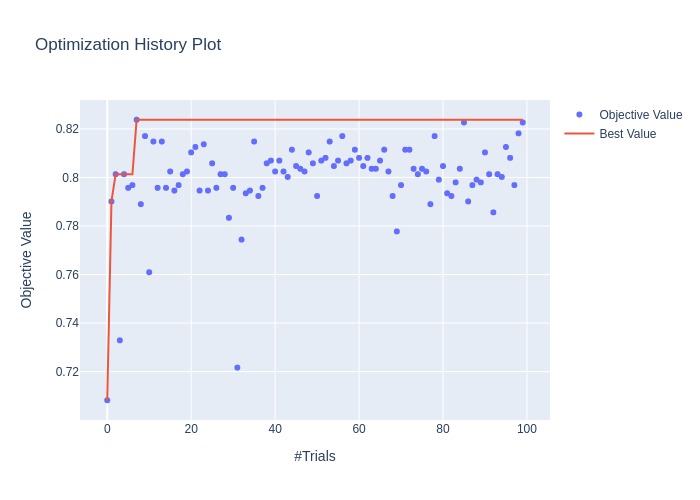 Optimization History Plot
Objective Value
Best Value
0.82
0.8
0.78
0.76
0.74
0.72
Objective Value
0
20
40
60
80
100
#Trials